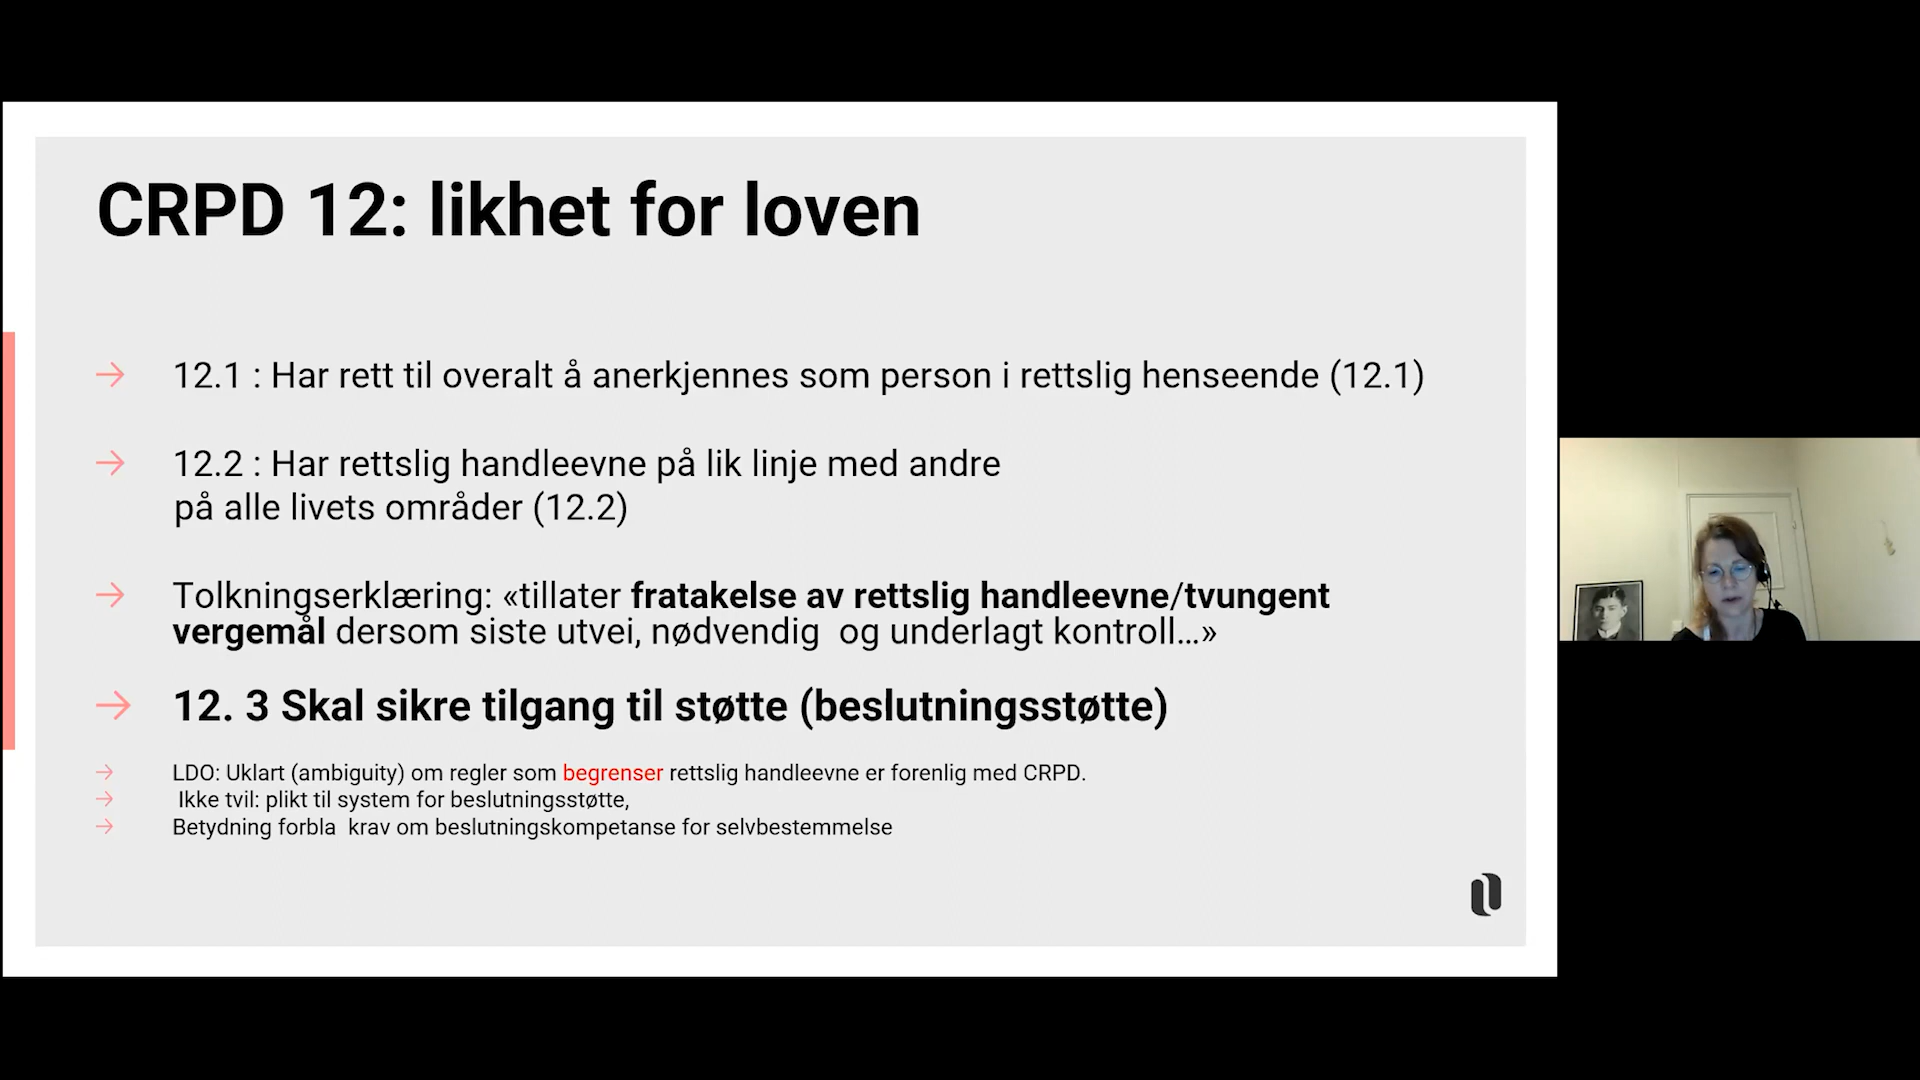 CRPD 12: likhet for loven
→ 12.1 : Har rett til overalt å anerkjennes som person i rettslig henseende (12.1)
→ 12.2 : Har rettslig handleevne på lik linje med andre
på alle livets områder (12.2)
→ Tolkningserklæring: «tillater fratakelse av rettslig handleevne/tvungent
vergemål dersom siste utvei, nødvendig  og underlagt kontroll...»
→ 12. 3 Skal sikre tilgang til støtte (beslutningsstøtte)
→ LDO: Uklart (ambiguity) om regler som begrenser rettslig handleevne er forenlig med CRPD.
→ Ikke tvil: plikt til system for beslutningsstøtte,
→ Betydning forbla  krav om beslutningskompetanse for selvbestemmelse